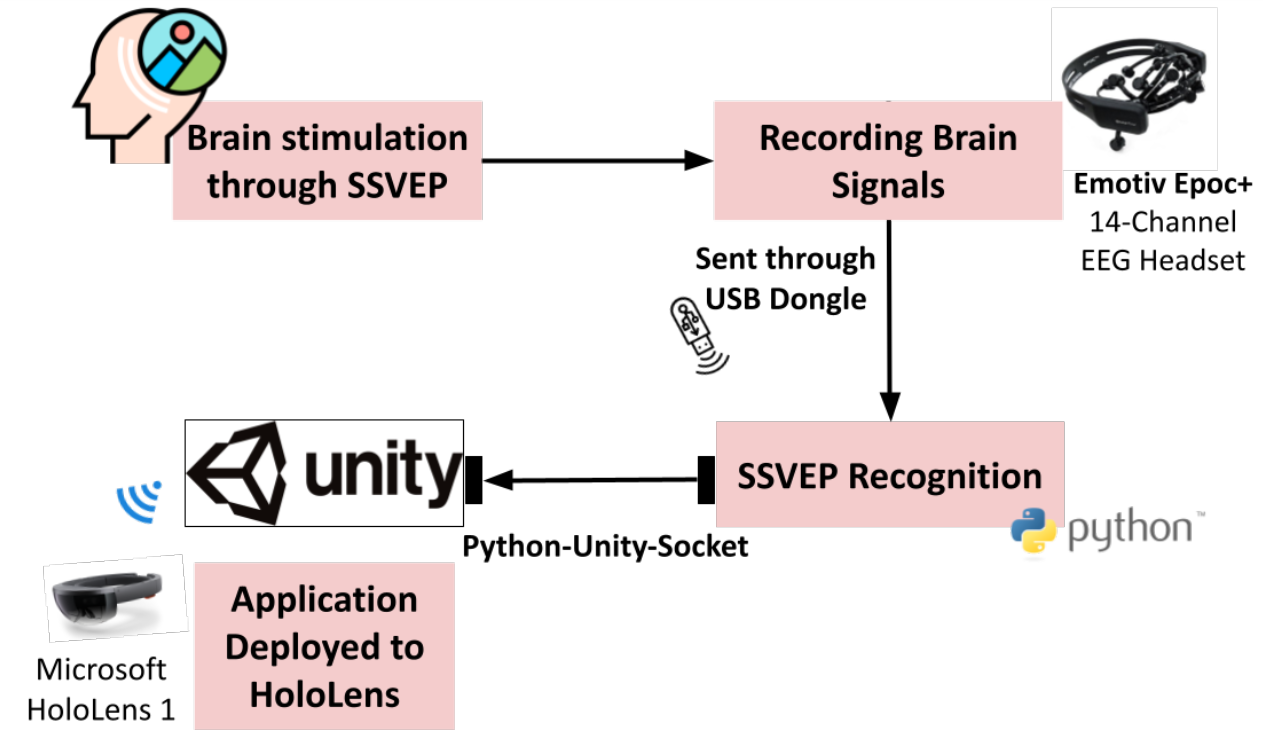 Brain stimulation
through SSVEP
Recording Brain
Signals
Emotiv Epoc+
14-Channel
EEG Headset
Sent through
USB Dongle
unity
SSVEP Recognition
python™
Python-Unity-Socket
Application
Deployed to
HoloLens
Microsoft
HoloLens 1